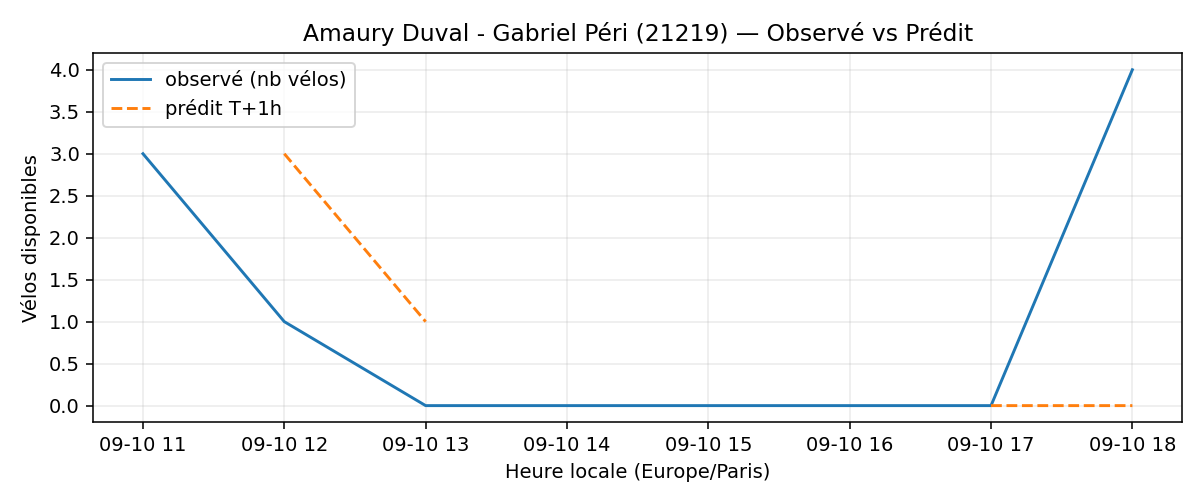 Amaury Duval - Gabriel Péri (21219) — Observé vs Prédit
observé (nb vélos)
prédit T+1h
Vélos disponibles
4.0
3.5
3.0
2.5
2.0
1.5
1.0
0.5
0.0
09-10 11 09-10 12 09-10 13 09-10 14 09-10 15 09-10 16 09-10 17 09-10 18
Heure locale (Europe/Paris)